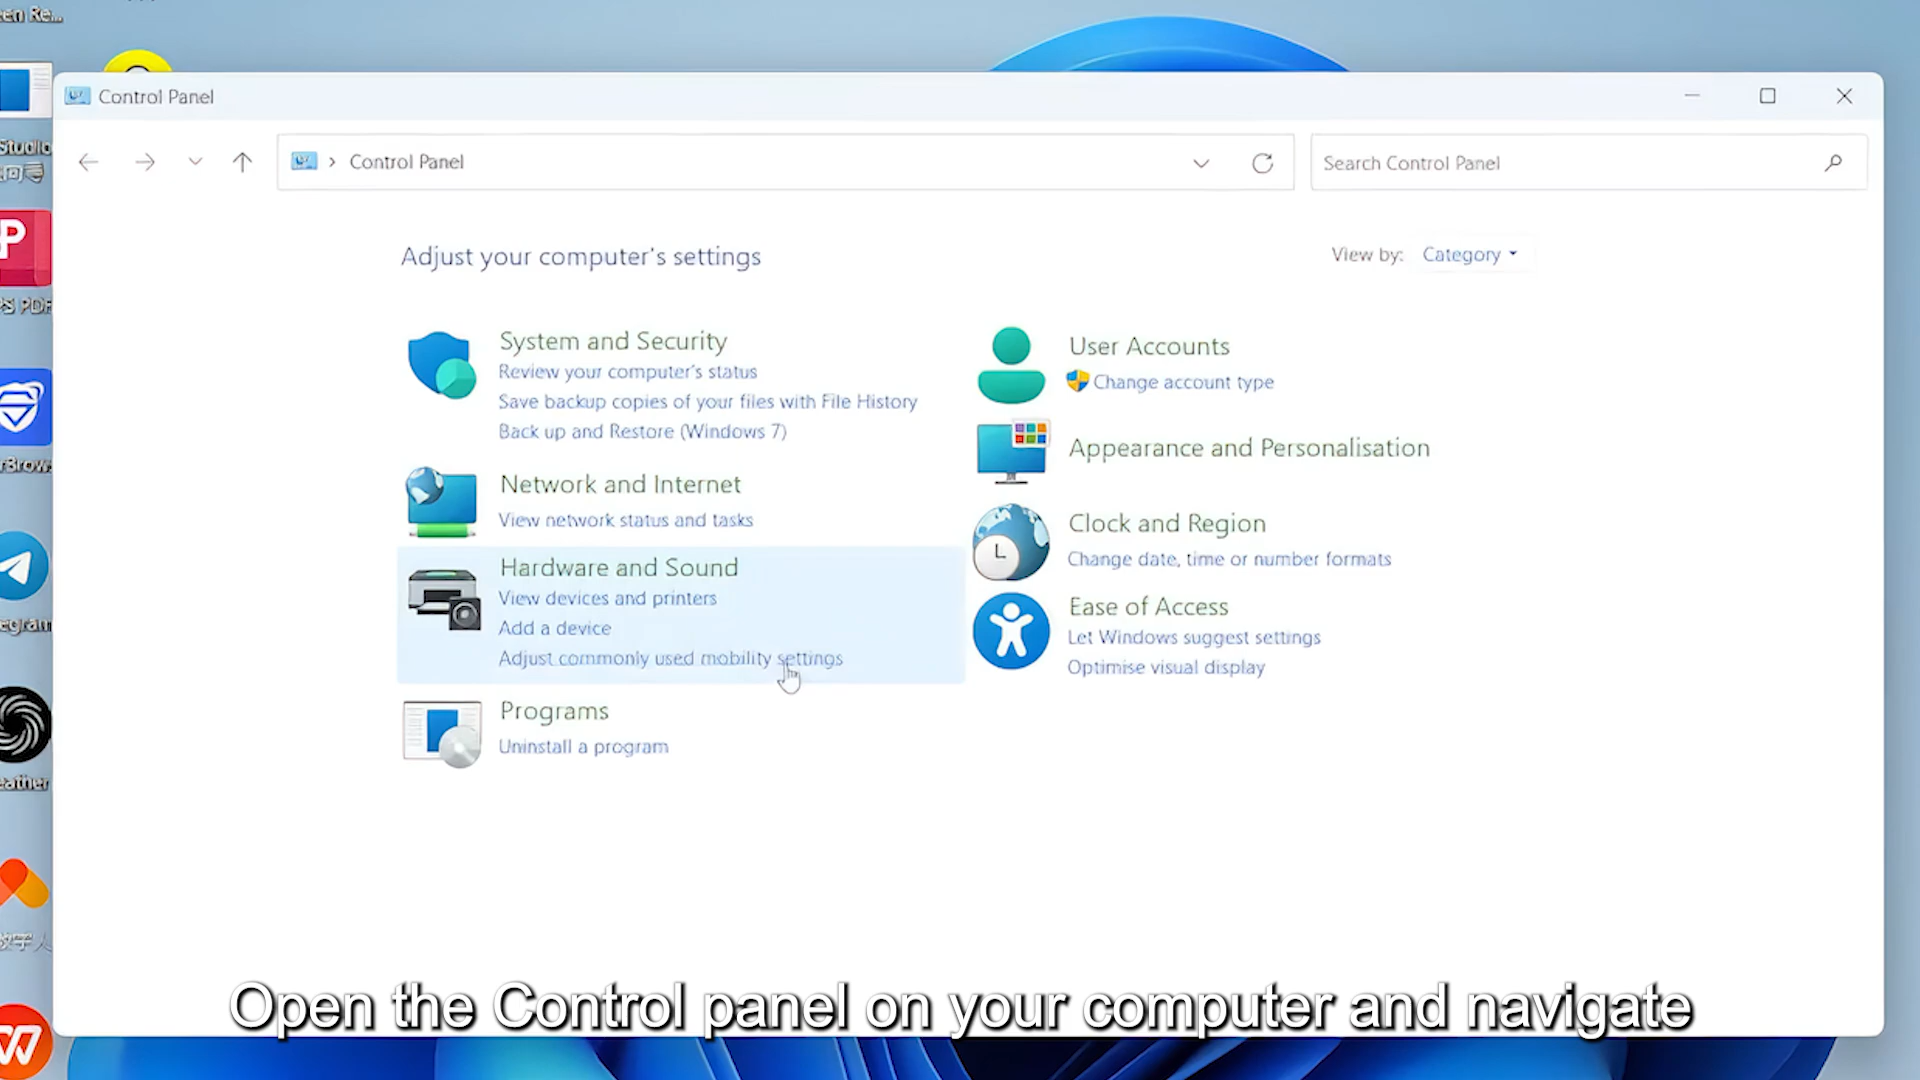 Control Panel
Control Panel
Search Control Panel
Adjust your computer's settings
View by: Category
System and Security
Review your computer's status
Save backup copies of your files with File History
Back up and Restore (Windows 7)
Network and Internet
View network status and tasks
Hardware and Sound
View devices and printers
Add a device
Adjust commonly used mobility settings
Programs
Uninstall a program
User Accounts
Change account type
Appearance and Personalisation
Clock and Region
Change date, time or number formats
Ease of Access
Let Windows suggest settings
Optimise visual display
Studio
Open the Control panel on your computer and navigate